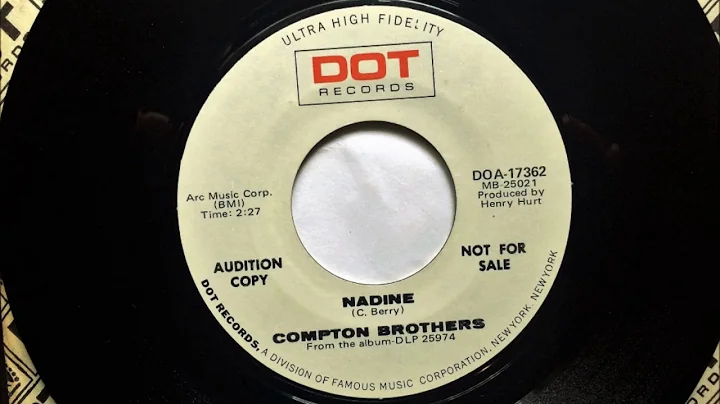 ULTRA HIGH FIDELITY
DOT
RECORDS
Arc Music Corp.
(BMI)
Time: 2:27
DOA-17362
MB-25021
Produced by
Henry Hurt
AUDITION
COPY
NOT FOR
SALE
NADINE
(C. Berry)
COMPTON BROTHERS
From the album-DLP 25974
DOT RECORDS, A DIVISION OF FAMOUS MUSIC CORPORATION, NEW YORK, NEW YORK